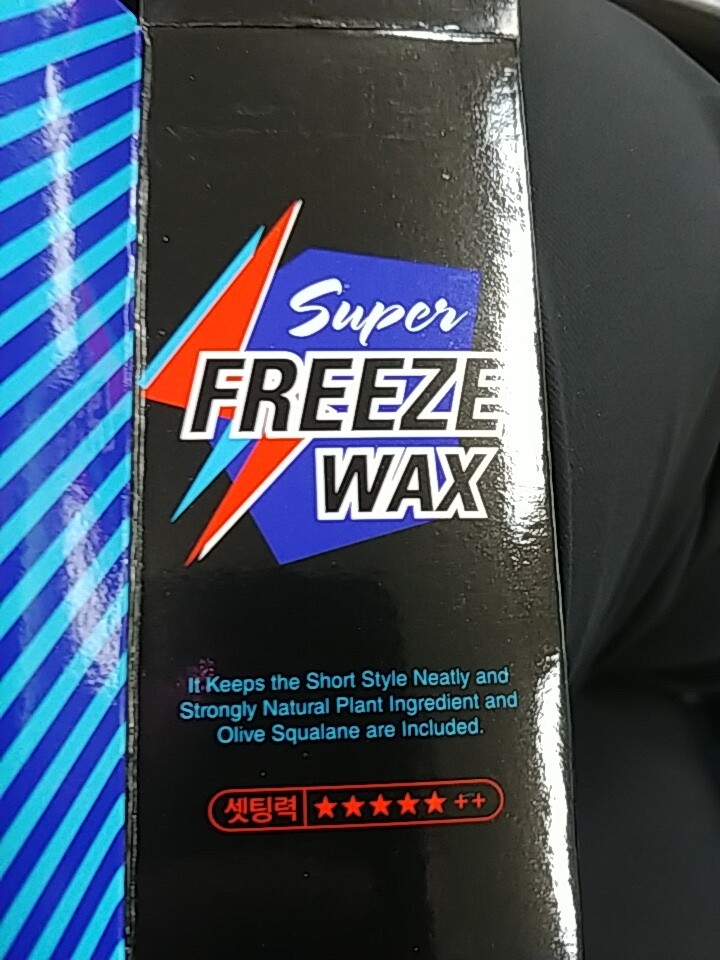 Super
FREEZE
WAX
It Keeps the Short Style Neatly and
Strongly Natural Plant Ingredient and
Olive Squalane are Included.
셋팅력 ★★★★★++